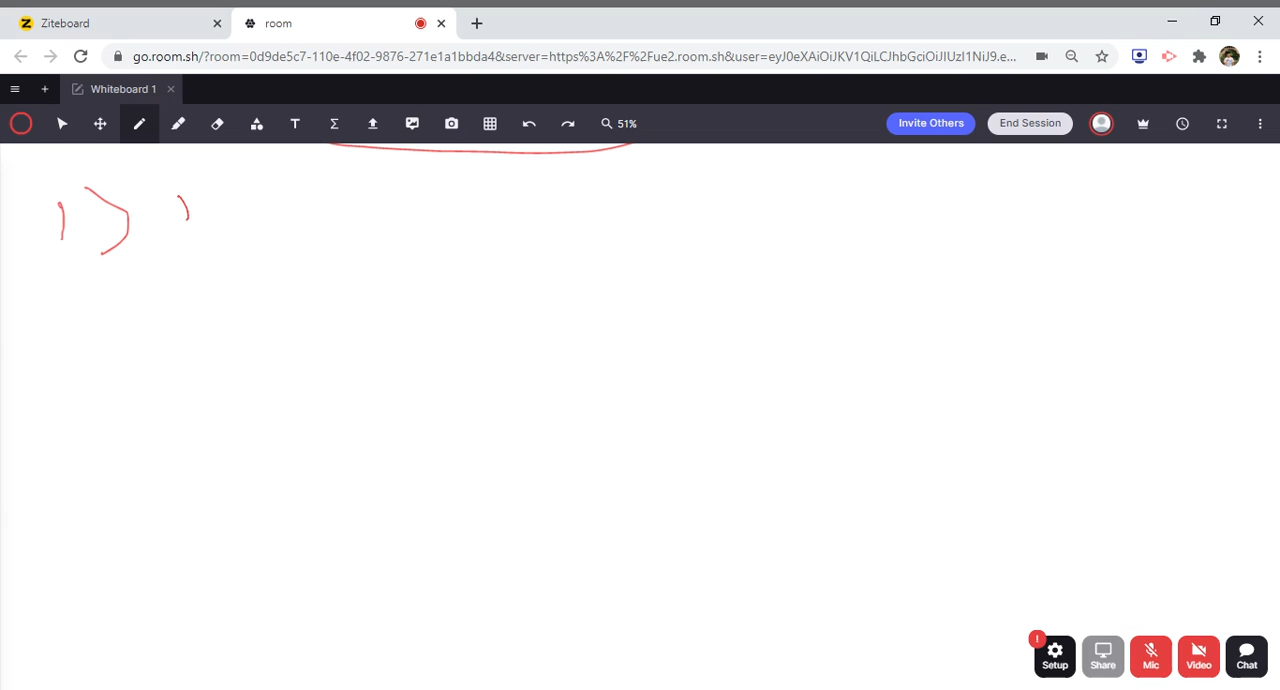 Ziteboard
room
go.room.sh/?room=0d9de5c7-110e-4f02-9876-271e1a1bbda4&server=https%3A%2F%2Fue2.room.sh&user=eyJ0eXAiOiJKV1QiLCJhbGciOiJIUzI1NiJ9.e...
Whiteboard 1
T Σ 51% Invite Others End Session
1)
!
Setup Share Mic Video Chat